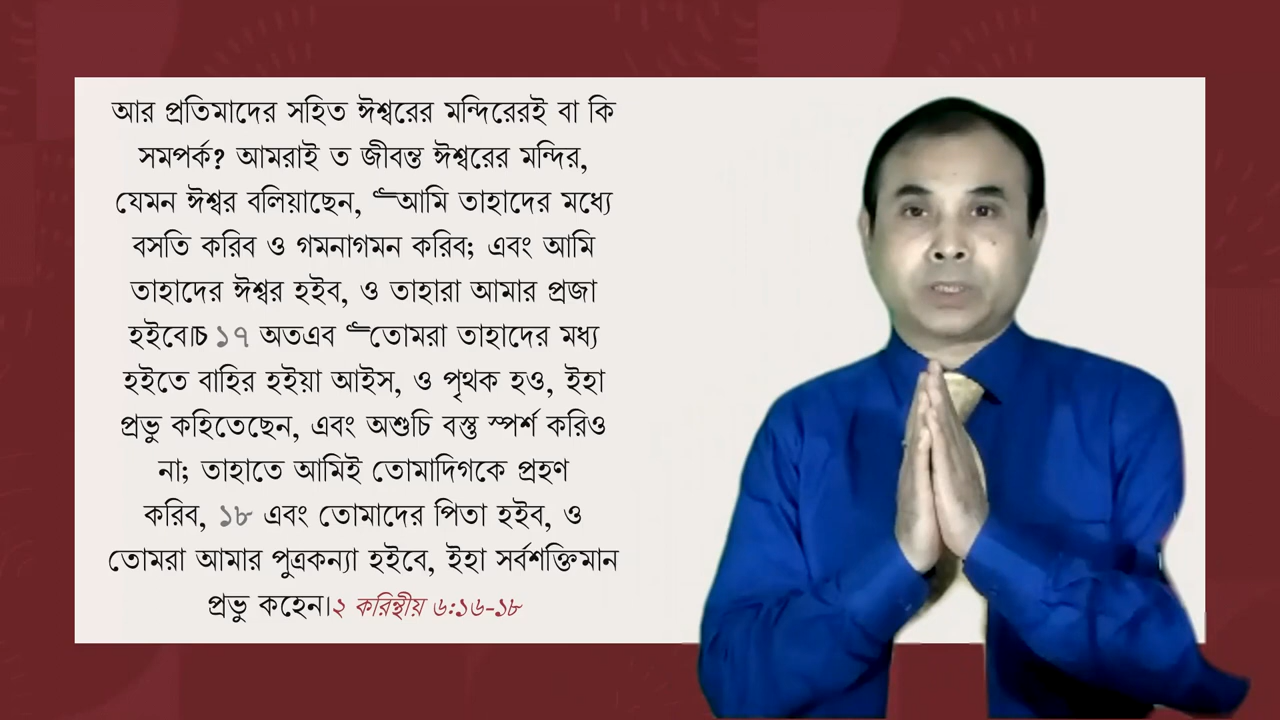 আর প্রতিমাদের সহিত ঈশ্বরের মন্দিরেরই বা কি
সমপর্ক? আমরাই ত জীবন্ত ঈশ্বরের মন্দির,
যেমন ঈশ্বর বলিয়াছেন, ঁআমি তাহাদের মধ্যে
বসতি করিব ও গমনাগমন করিব; এবং আমি
তাহাদের ঈশ্বর হইব, ও তাহারা আমার প্রজা
হইবে।চ ১৭ অতএব ঁতোমরা তাহাদের মধ্য
হইতে বাহির হইয়া আইস, ও পৃথক হও, ইহা
প্রভু কহিতেছেন, এবং অশুচি বস্তু স্পর্শ করিও
না; তাহাতে আমিই তোমাদিগকে প্রহণ
করিব, ১৮ এবং তোমাদের পিতা হইব, ও
তোমরা আমার পুত্রকন্যা হইবে, ইহা সর্বশক্তিমান
প্রভু কহেন।২ করিন্থীয় ৬:১৬-১৮